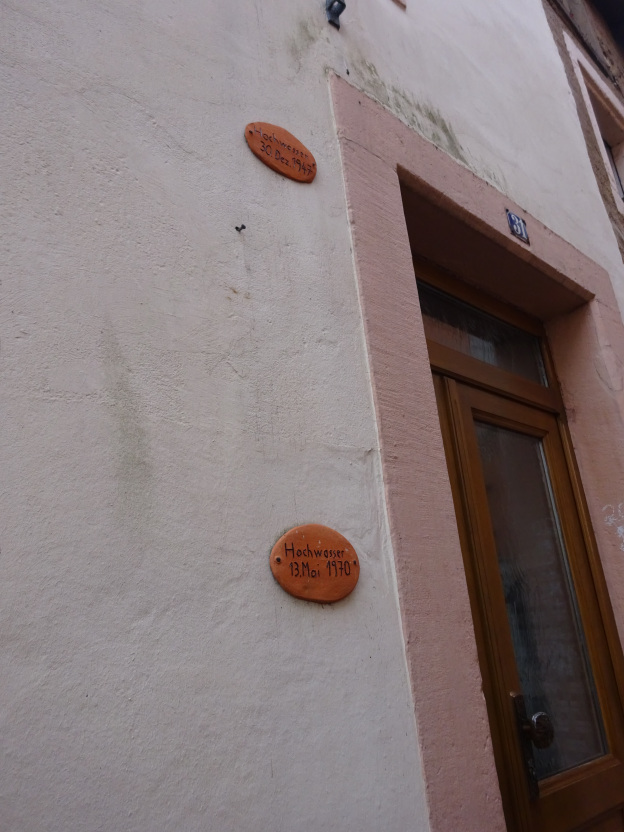 Hochwasser
30. Dez. 1947
31
Hochwasser
13. Mai 1970